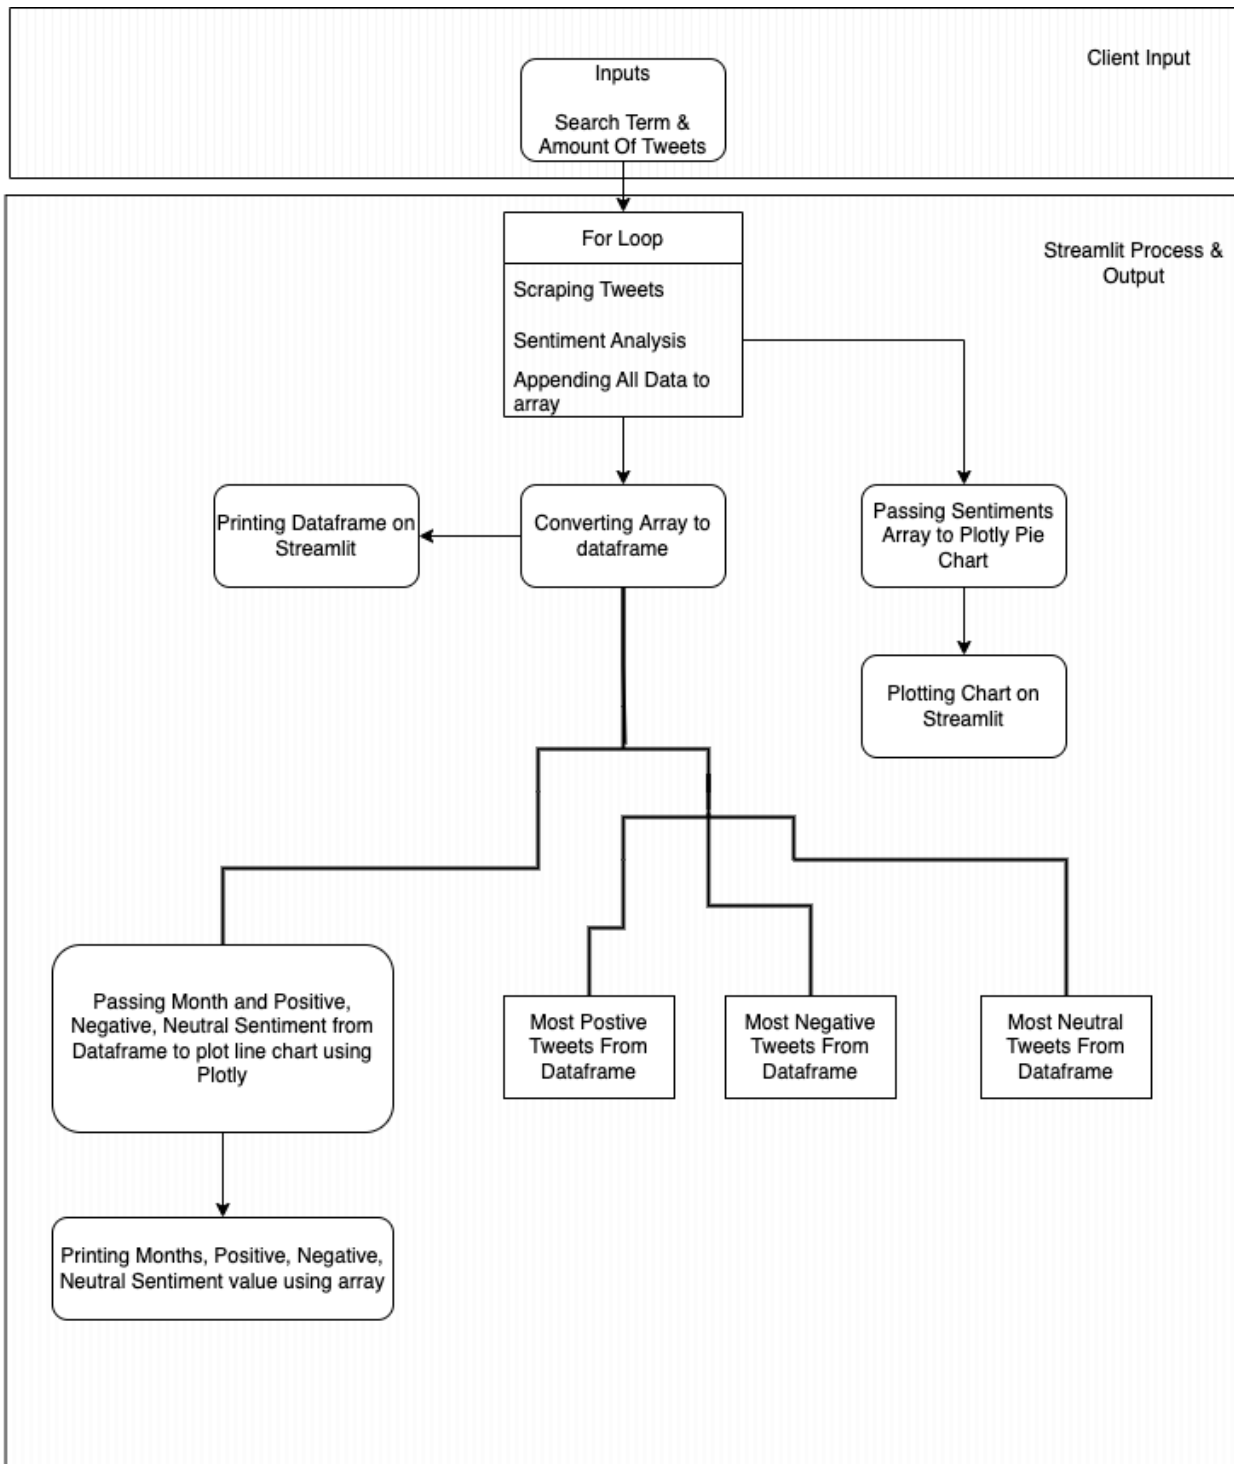 Client Input
Inputs
Search Term &
Amount Of Tweets
Streamlit Process &
Output
For Loop
Scraping Tweets
Sentiment Analysis
Appending All Data to
array
Printing Dataframe on
Streamlit
Converting Array to
dataframe
Passing Sentiments
Array to Plotly Pie
Chart
Plotting Chart on
Streamlit
Passing Month and Positive,
Negative, Neutral Sentiment from
Dataframe to plot line chart using
Plotly
Most Postive
Tweets From
Dataframe
Most Negative
Tweets From
Dataframe
Most Neutral
Tweets From
Dataframe
Printing Months, Positive, Negative,
Neutral Sentiment value using array